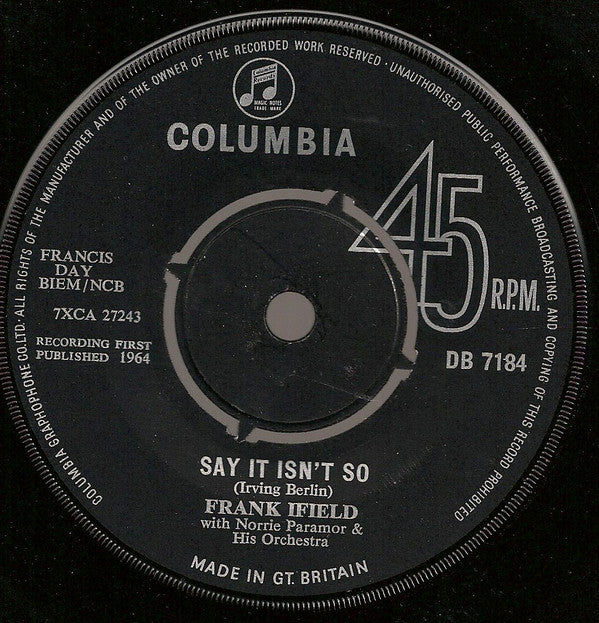 COLUMBIA GRAPHOPHONE CO. LTD. · ALL RIGHTS OF THE MANUFACTURER AND OF THE OWNER OF THE RECORDED WORK RESERVED · UNAUTHORISED PUBLIC PERFORMANCE BROADCASTING AND COPYING OF THIS RECORD PROHIBITED
Columbia
Records
MAGIC NOTES
TRADE MARK
COLUMBIA
45
R.P.M.
FRANCIS
DAY
BIEM/NCB
7XCA 27243
RECORDING FIRST
PUBLISHED 1964
DB 7184
SAY IT ISN'T SO
(Irving Berlin)
FRANK IFIELD
with Norrie Paramor &
His Orchestra
MADE IN GT. BRITAIN